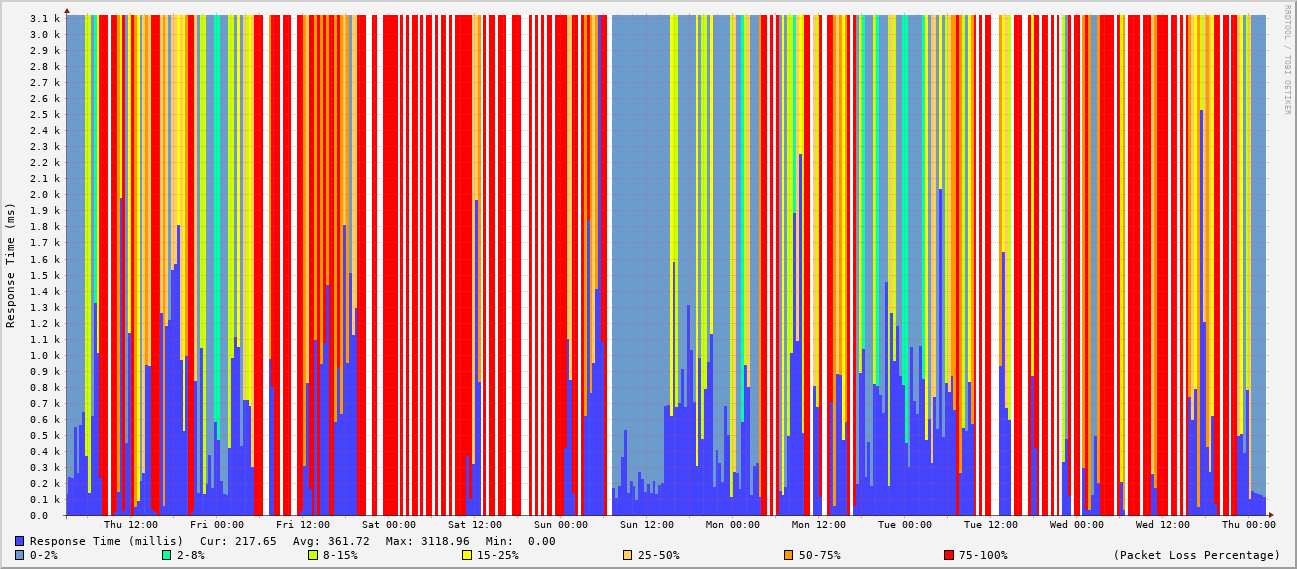 RRDTOOL / TOBI OETIKER
Response Time (ms)
3.1 k
3.0 k
2.9 k
2.8 k
2.7 k
2.6 k
2.5 k
2.4 k
2.3 k
2.2 k
2.1 k
2.0 k
1.9 k
1.8 k
1.7 k
1.6 k
1.5 k
1.4 k
1.3 k
1.2 k
1.1 k
1.0 k
0.9 k
0.8 k
0.7 k
0.6 k
0.5 k
0.4 k
0.3 k
0.2 k
0.1 k
0.0
Thu 12:00 Fri 00:00 Fri 12:00 Sat 00:00 Sat 12:00 Sun 00:00 Sun 12:00 Mon 00:00 Mon 12:00 Tue 00:00 Tue 12:00 Wed 00:00 Wed 12:00 Thu 00:00
Response Time (millis) Cur: 217.65 Avg: 361.72 Max: 3118.96 Min: 0.00
0-2% 2-8% 8-15% 15-25% 25-50% 50-75% 75-100% (Packet Loss Percentage)